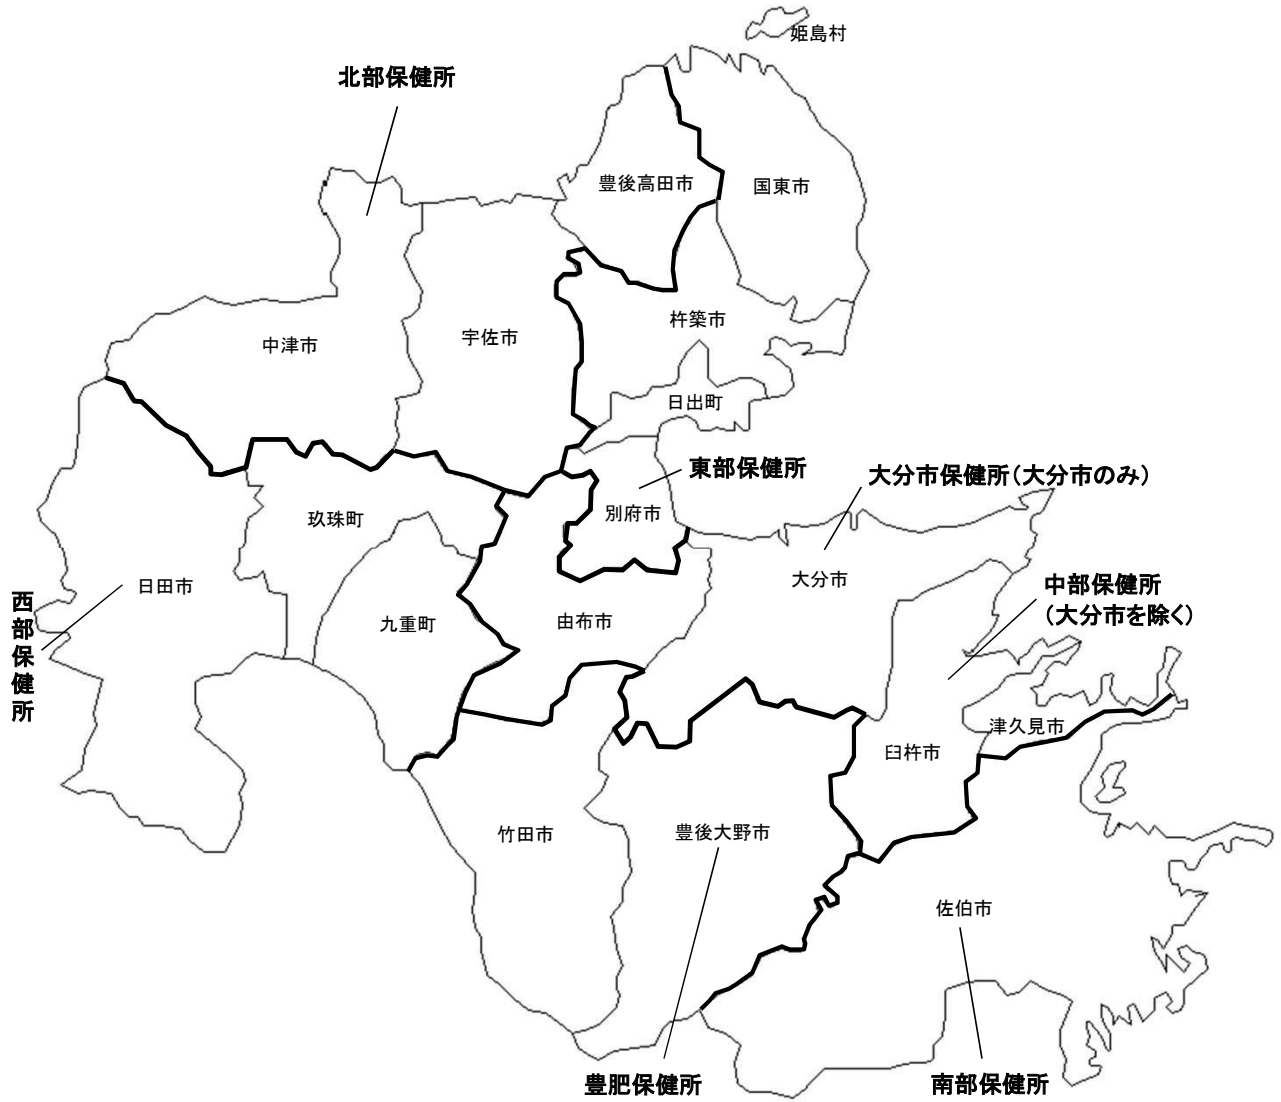 姫島村
北部保健所
豊後高田市
国東市
杵築市
宇佐市
中津市
日出町
東部保健所
大分市保健所（大分市のみ）
別府市
玖珠町
大分市
中部保健所
（大分市を除く）
日田市
西部保健所
九重町
由布市
津久見市
臼杵市
竹田市
豊後大野市
佐伯市
豊肥保健所
南部保健所